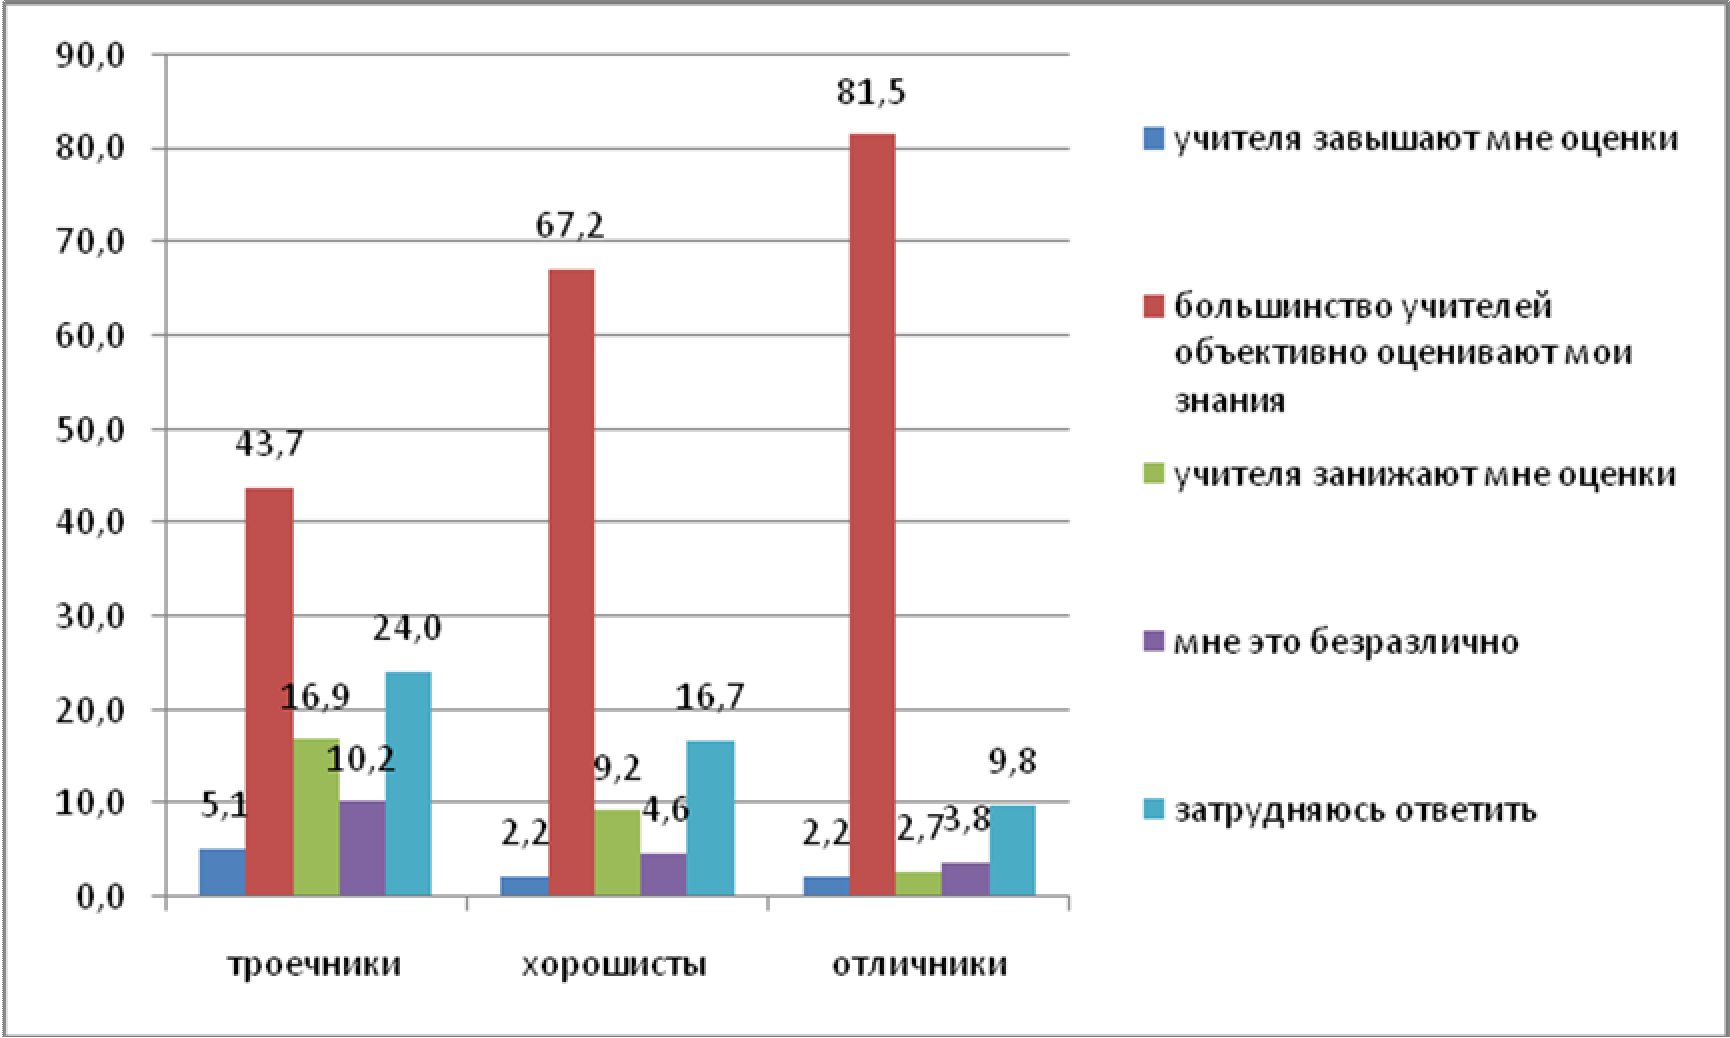 90,0
80,0
70,0
60,0
50,0
40,0
30,0
20,0
10,0
0,0
5,1
43,7
16,9
10,2
24,0
2,2
67,2
9,2
4,6
16,7
2,2
81,5
2,7
3,8
9,8
троечники
хорошисты
отличники
учителя завышают мне оценки
большинство учителей
объективно оценивают мои
знания
учителя занижают мне оценки
мне это безразлично
затрудняюсь ответить